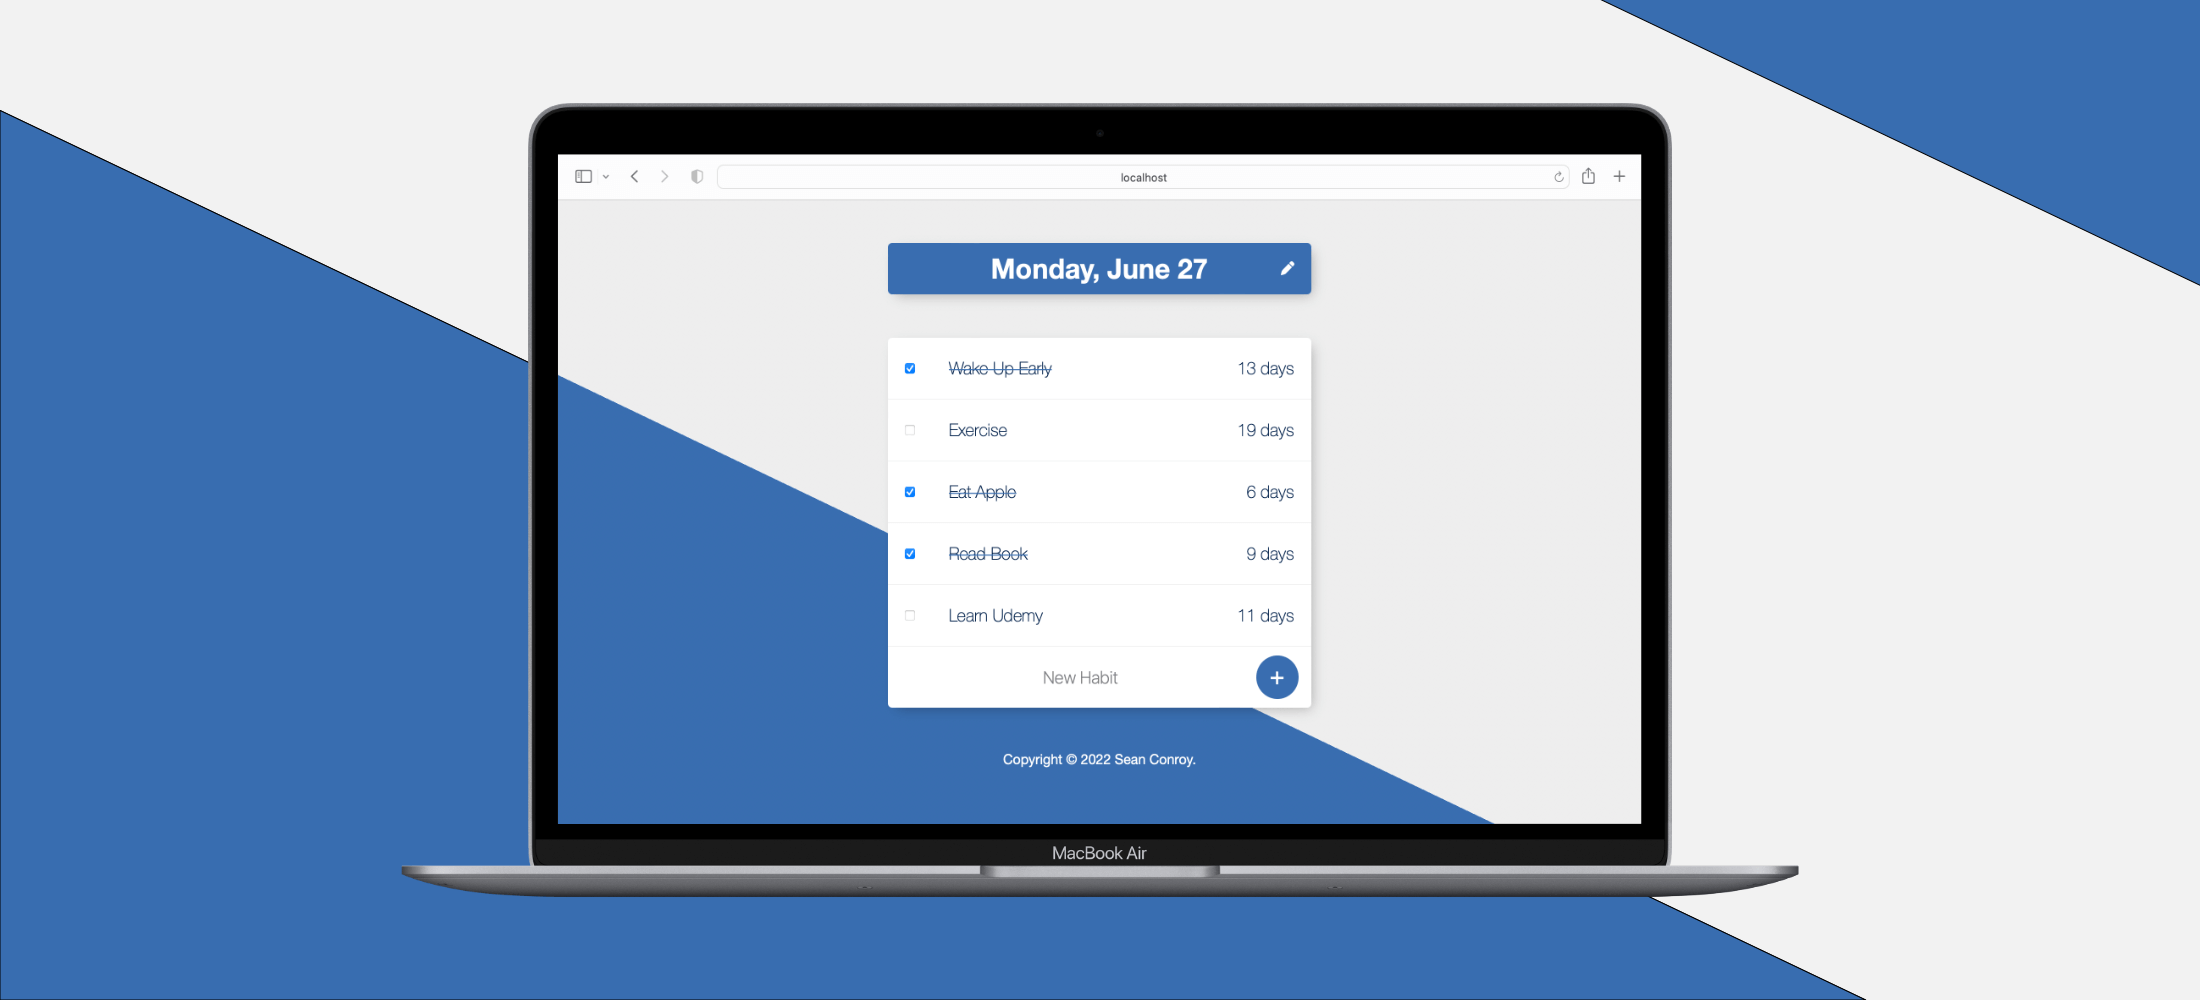 localhost
Monday, June 27
Wake Up Early 13 days
Exercise 19 days
Eat Apple 6 days
Read Book 9 days
Learn Udemy 11 days
New Habit
Copyright © 2022 Sean Conroy.
MacBook Air